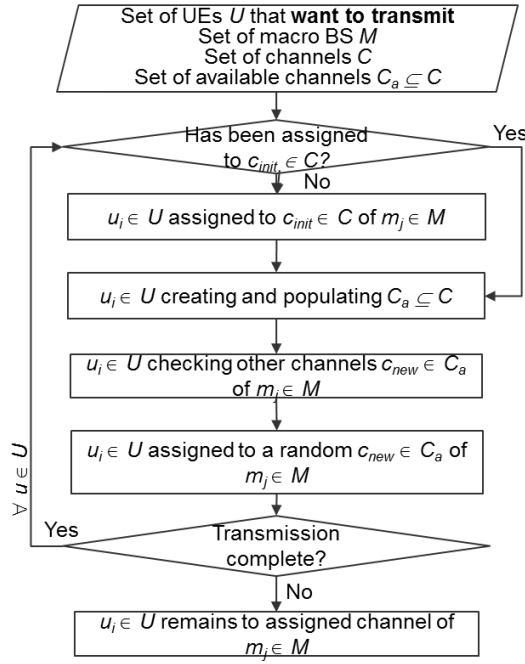 Set of UEs U that want to transmit
Set of macro BS M
Set of channels C
Set of available channels Cₐ ⊆ C
Has been assigned
to c_init ∈ C?
Yes
No
uᵢ ∈ U assigned to c_init ∈ C of mⱼ ∈ M
uᵢ ∈ U creating and populating Cₐ ⊆ C
uᵢ ∈ U checking other channels c_new ∈ Cₐ
of mⱼ ∈ M
uᵢ ∈ U assigned to a random c_new ∈ Cₐ of
mⱼ ∈ M
∀ u ∈ U
Yes
Transmission
complete?
No
uᵢ ∈ U remains to assigned channel of
mⱼ ∈ M